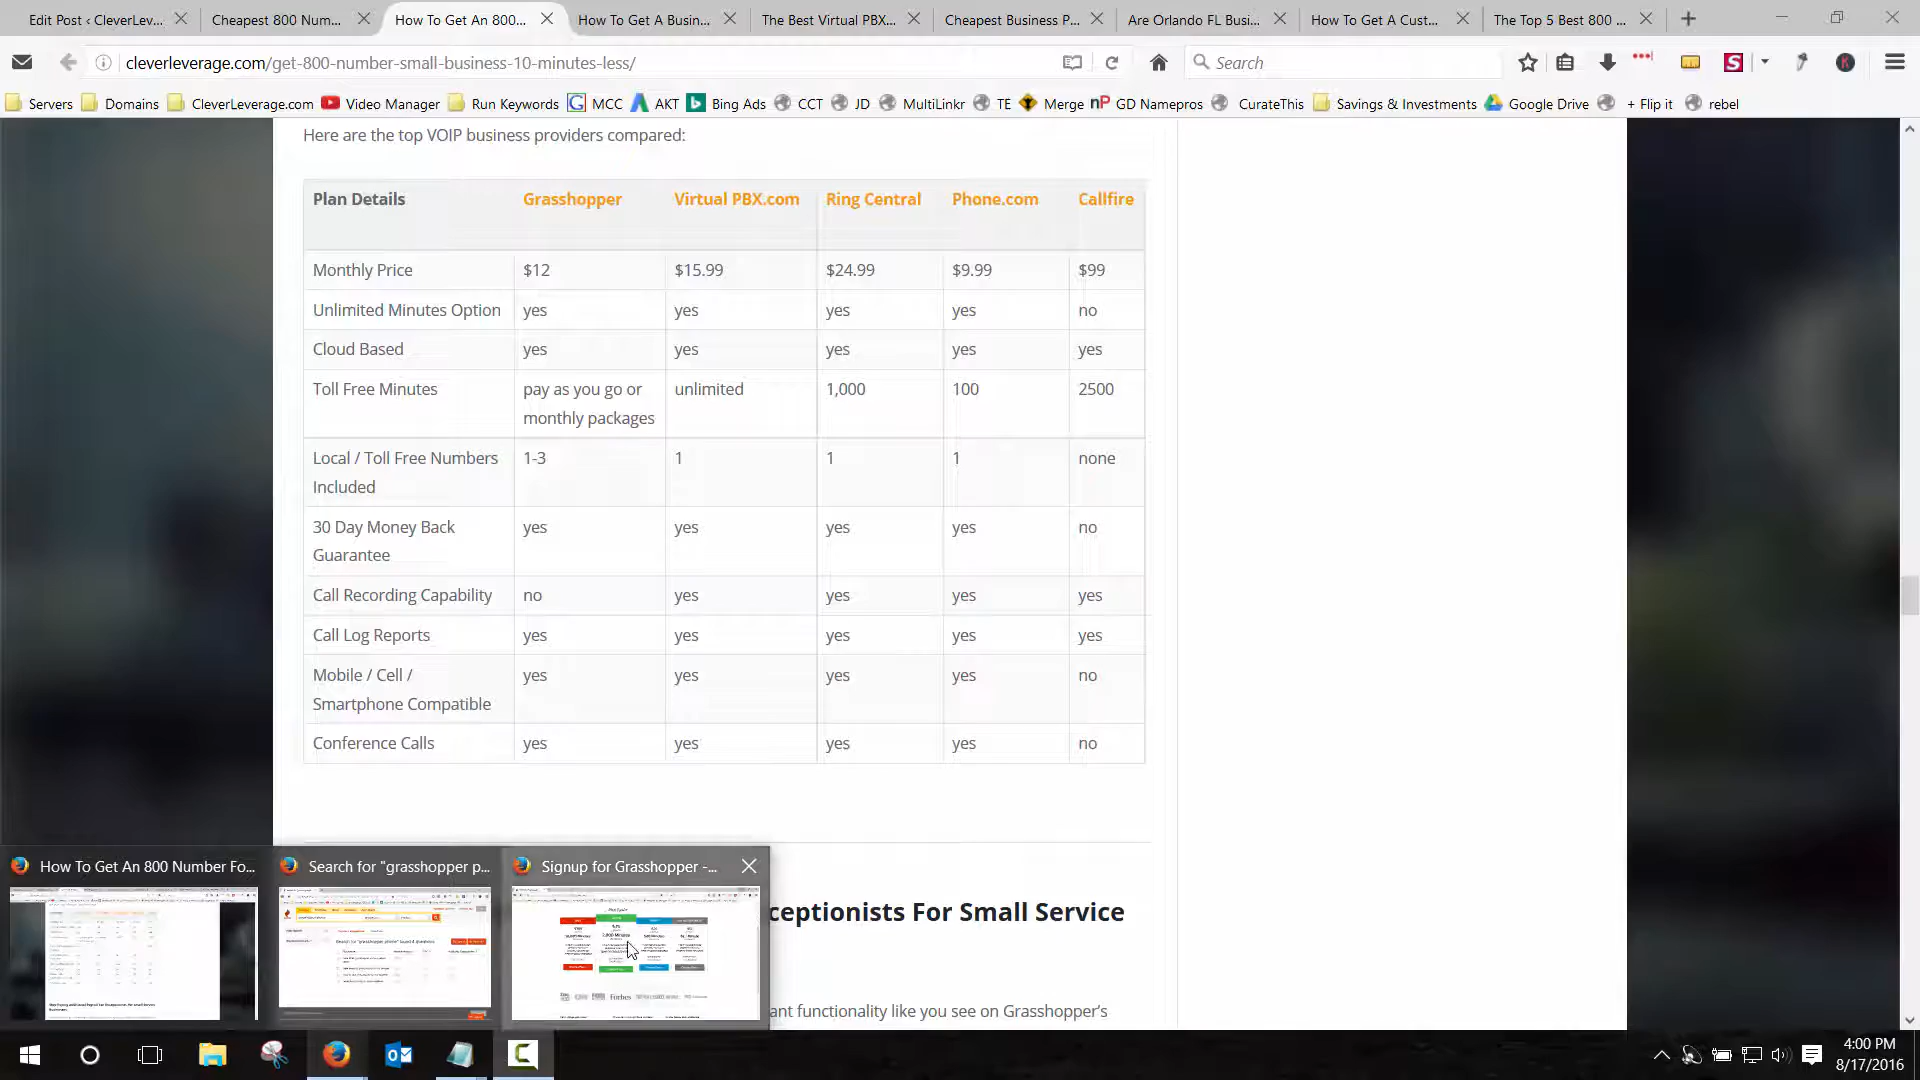 Edit Post ‹ CleverLev...
Cheapest 800 Num...
How To Get An 800...
How To Get A Busin...
The Best Virtual PBX...
Cheapest Business P...
Are Orlando FL Busi...
How To Get A Cust...
The Top 5 Best 800 ...
cleverleverage.com/get-800-number-small-business-10-minutes-less/
Search
Servers Domains CleverLeverage.com Video Manager Run Keywords MCC AKT Bing Ads CCT JD MultiLinkr TE Merge GD Namepros CurateThis Savings & Investments Google Drive + Flip it rebel
Here are the top VOIP business providers compared:
Plan Details Grasshopper Virtual PBX.com Ring Central Phone.com Callfire
Monthly Price $12 $15.99 $24.99 $9.99 $99
Unlimited Minutes Option yes yes yes yes no
Cloud Based yes yes yes yes yes
Toll Free Minutes pay as you go or unlimited 1,000 100 2500
monthly packages
Local / Toll Free Numbers 1-3 1 1 1 none
Included
30 Day Money Back yes yes yes yes no
Guarantee
Call Recording Capability no yes yes yes yes
Call Log Reports yes yes yes yes yes
Mobile / Cell / yes yes yes yes no
Smartphone Compatible
Conference Calls yes yes yes yes no
How To Get An 800 Number Fo...
Search for "grasshopper p...
Signup for Grasshopper -...
ceptionists For Small Service
Forbes
ant functionality like you see on Grasshopper's
4:00 PM
8/17/2016